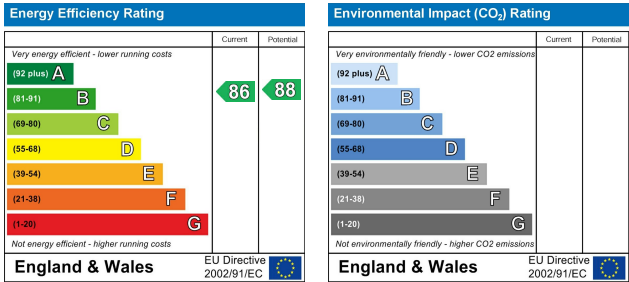 Energy Efficiency Rating
Current Potential
Very energy efficient - lower running costs
(92 plus) A
(81-91) B
(69-80) C
(55-68) D
(39-54) E
(21-38) F
(1-20) G
86 88
Not energy efficient - higher running costs
England & Wales
EU Directive
2002/91/EC
Environmental Impact (CO₂) Rating
Current Potential
Very environmentally friendly - lower CO2 emissions
(92 plus) A
(81-91) B
(69-80) C
(55-68) D
(39-54) E
(21-38) F
(1-20) G
Not environmentally friendly - higher CO2 emissions
England & Wales
EU Directive
2002/91/EC